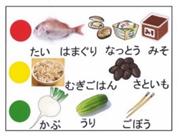 たい はまぐり なっとう みそ
むぎごはん さといも
かぶ うり ごぼう